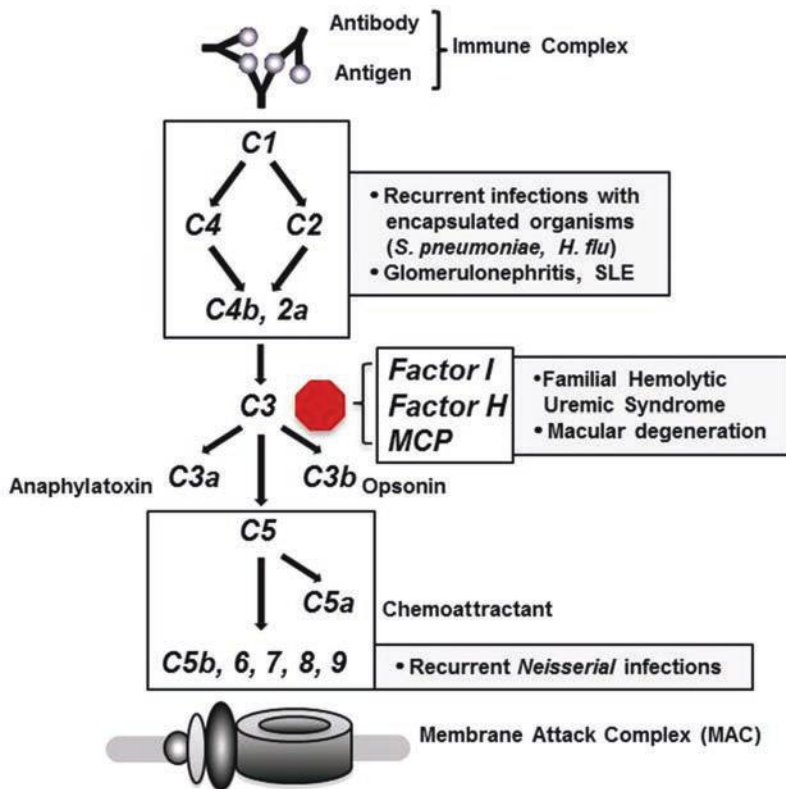 Antibody
Antigen
Immune Complex
C1
C4 C2
C4b, 2a
• Recurrent infections with
encapsulated organisms
(S. pneumoniae, H. flu)
• Glomerulonephritis, SLE
C3
Factor I
Factor H
MCP
•Familial Hemolytic
Uremic Syndrome
• Macular degeneration
Anaphylatoxin C3a C3b Opsonin
C5
C5a Chemoattractant
C5b, 6, 7, 8, 9
• Recurrent Neisserial infections
Membrane Attack Complex (MAC)